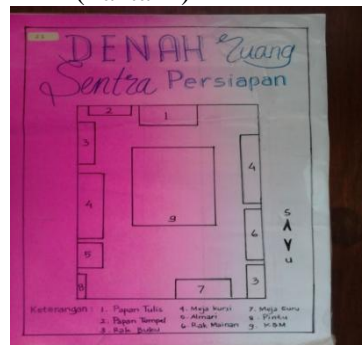 DENAH Ruang
Sentra Persiapan
2
1
3
4
4
9
5
6
S
U
8
7
3
Keterangan : 1. Papan Tulis 4. Meja kursi 7. Meja Guru
2. Papan Tempel 5. Almari 8. Pintu
3. Rak Buku 6. Rak Mainan 9. KBM